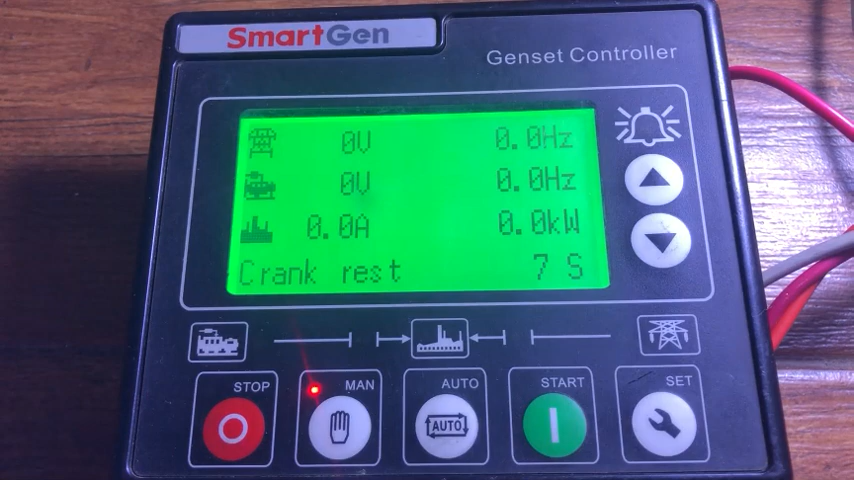 SmartGen
Genset Controller
0V 0.0Hz
0V 0.0Hz
0.0A 0.0kW
Crank rest 7 S
STOP
MAN
AUTO
START
SET
AUTO